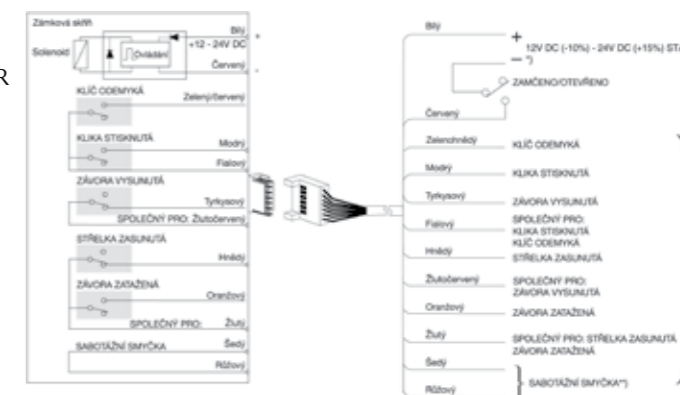 Zámková skříň
Bílý
+
Solenoid
Ovládání
+12 - 24V DC
Červený
-
KLÍČ ODEMYKÁ
Zelený/červený
KLIKA STISKNUTÁ
Modrý
Fialový
ZÁVORA VYSUNUTÁ
Tyrkysový
SPOLEČNÝ PRO: Žlutočervený
STŘELKA ZASUNUTÁ
Hnědý
ZÁVORA ZATAŽENÁ
Oranžový
SPOLEČNÝ PRO: Žlutý
SABOTÁŽNÍ SMYČKA
Šedý
Růžový
R
Bílý
+
12V DC (-10%) - 24V DC (+15%) STA
— *)
ZAMČENO/OTEVŘENO
Červený
Zelenohnědý KLÍČ ODEMYKÁ
Modrý KLIKA STISKNUTÁ
Tyrkysový ZÁVORA VYSUNUTÁ
Fialový SPOLEČNÝ PRO:
KLIKA STISKNUTÁ
KLÍČ ODEMYKÁ
Hnědý STŘELKA ZASUNUTÁ
Žlutočervený SPOLEČNÝ PRO:
ZÁVORA VYSUNUTÁ
Oranžový ZÁVORA ZATAŽENÁ
Žlutý SPOLEČNÝ PRO: STŘELKA ZASUNUTÁ
ZÁVORA ZATAŽENÁ
Šedý
SABOTÁŽNÍ SMYČKA**)
Růžový